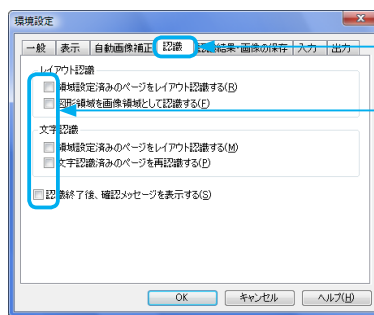 環境設定
一般 表示 自動画像補正 認識 認識結果・画像の保存 入力 出力
レイアウト認識
領域設定済みのページをレイアウト認識する(R)
図形領域を画像領域として認識する(F)
文字認識
領域設定済みのページをレイアウト認識する(M)
文字認識済みのページを再認識する(P)
認識終了後、確認メッセージを表示する(S)
OK キャンセル ヘルプ(H)